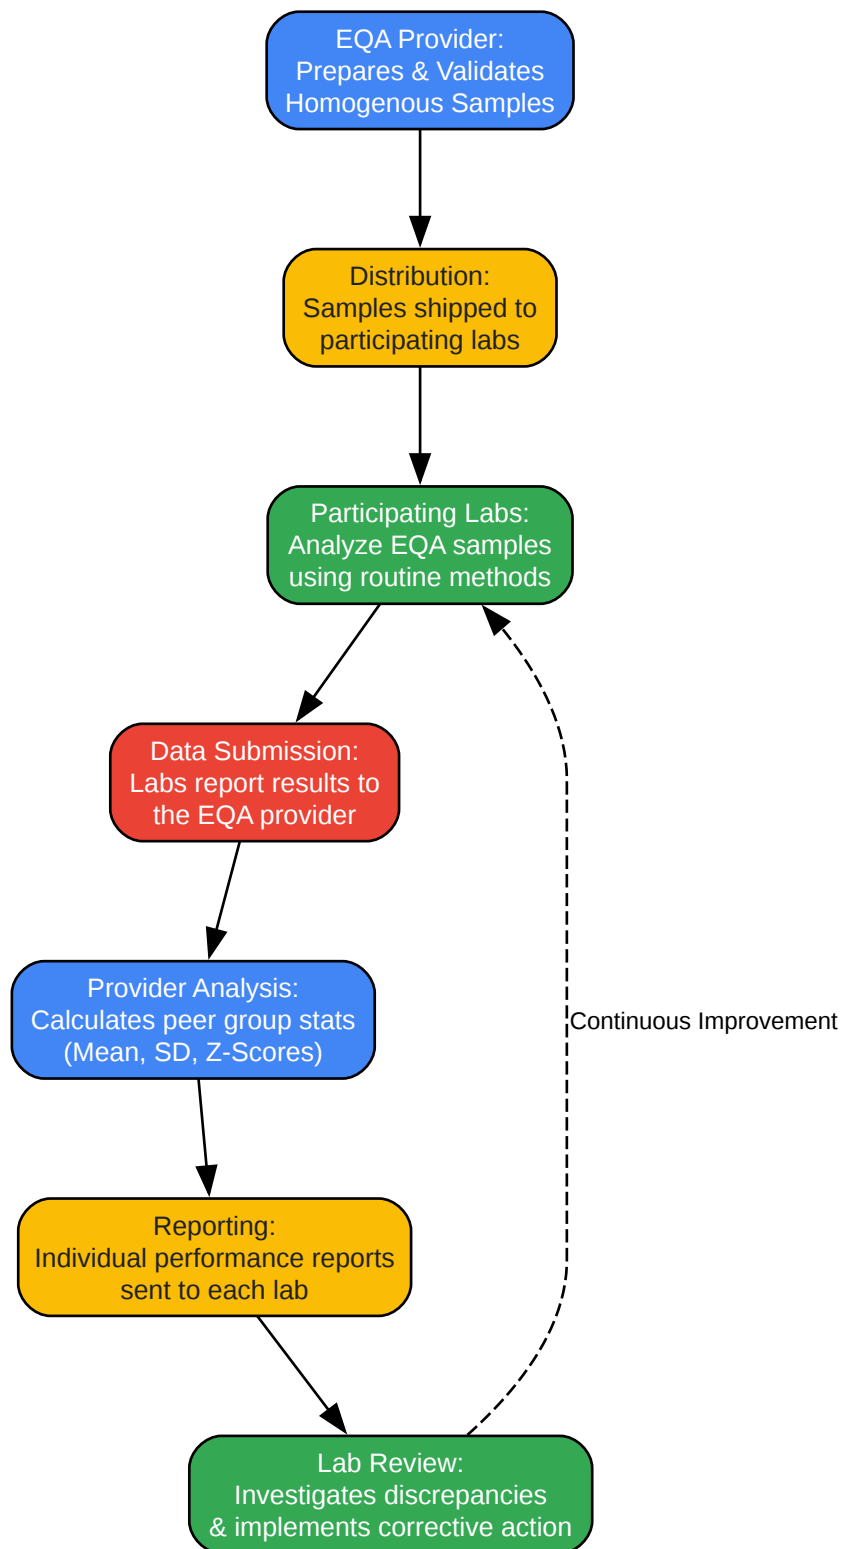 EQA Provider:
Prepares & Validates
Homogenous Samples
Distribution:
Samples shipped to
participating labs
Participating Labs:
Analyze EQA samples
using routine methods
Data Submission:
Labs report results to
the EQA provider
Provider Analysis:
Calculates peer group stats
(Mean, SD, Z-Scores)
Continuous Improvement
Reporting:
Individual performance reports
sent to each lab
Lab Review:
Investigates discrepancies
& implements corrective action